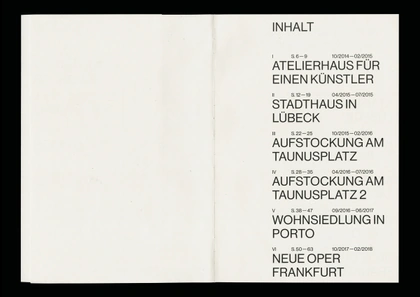 INHALT
I S. 6–9 10/2014–02/2015
ATELIERHAUS FÜR
EINEN KÜNSTLER
II S. 12–19 04/2015–07/2015
STADTHAUS IN
LÜBECK
III S. 22–25 10/2015–02/2016
AUFSTOCKUNG AM
TAUNUSPLATZ
IV S. 28–35 04/2016–07/2016
AUFSTOCKUNG AM
TAUNUSPLATZ 2
V S. 38–47 09/2016–06/2017
WOHNSIEDLUNG IN
PORTO
VI S. 50–63 10/2017–02/2018
NEUE OPER
FRANKFURT